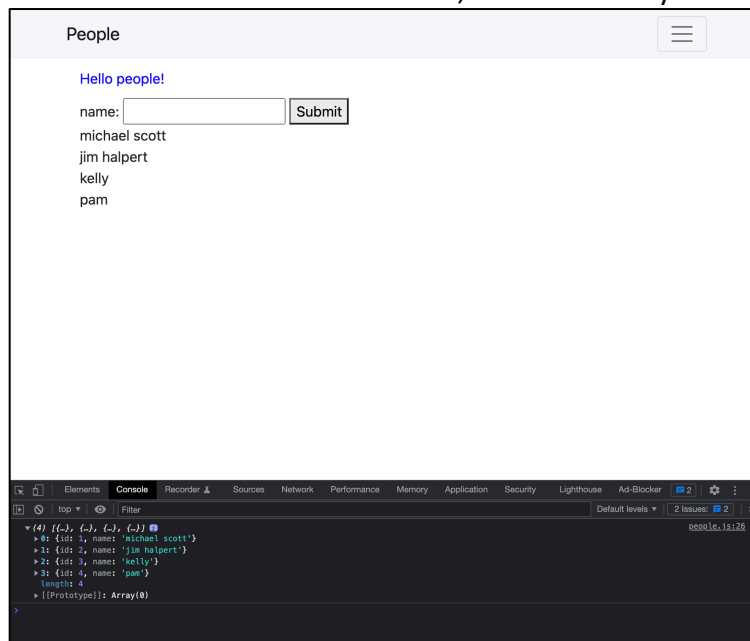 People
Hello people!
name: Submit
michael scott
jim halpert
kelly
pam
Elements Console Recorder Sources Network Performance Memory Application Security Lighthouse Ad-Blocker 2
top ▾ Filter Default levels ▾ 2 Issues: 2
▾(4) [{…}, {…}, {…}, {…}] i people.js:26
▸0: {id: 1, name: 'michael scott'}
▸1: {id: 2, name: 'jim halpert'}
▸2: {id: 3, name: 'kelly'}
▸3: {id: 4, name: 'pam'}
length: 4
▸[[Prototype]]: Array(0)
>